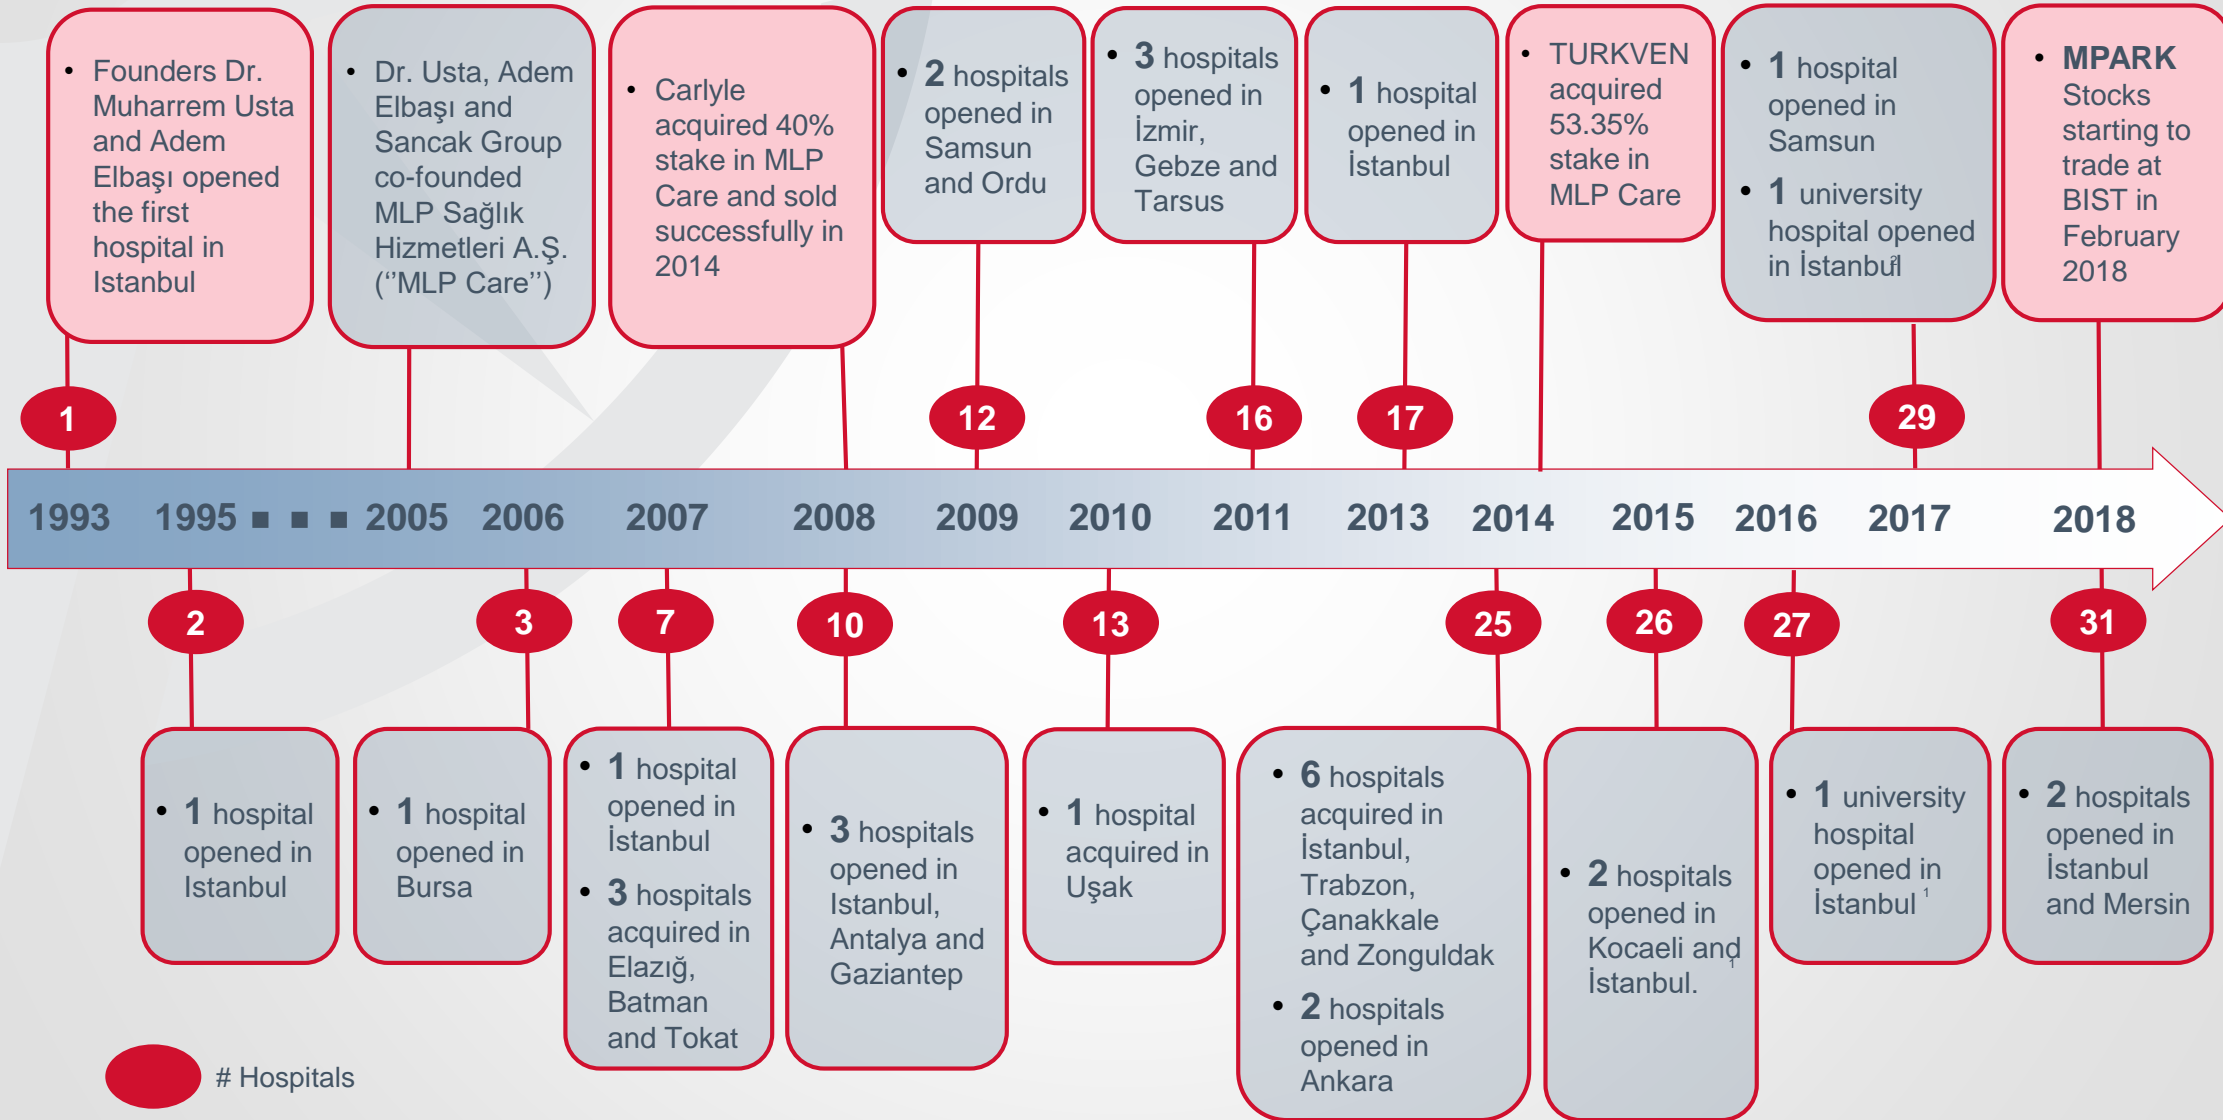 • Founders Dr.
Muharrem Usta
and Adem
Elbaşı opened
the first
hospital in
Istanbul
• Dr. Usta, Adem
Elbaşı and
Sancak Group
co-founded
MLP Sağlık
Hizmetleri A.Ş.
(‘’MLP Care’’)
• Carlyle
acquired 40%
stake in MLP
Care and sold
successfully in
2014
• 2 hospitals
opened in
Samsun
and Ordu
• 3 hospitals
opened in
İzmir,
Gebze and
Tarsus
• 1 hospital
opened in
İstanbul
• TURKVEN
acquired
53.35%
stake in
MLP Care
• 1 hospital
opened in
Samsun
• 1 university
hospital opened
in İstanbul²
• MPARK
Stocks
starting to
trade at
BIST in
February
2018
1
12
16
17
29
1993 1995 ■ ■ ■ 2005 2006 2007 2008 2009 2010 2011 2013 2014 2015 2016 2017 2018
2
3
7
10
13
25
26
27
31
• 1 hospital
opened in
Istanbul
• 1 hospital
opened in
Bursa
• 1 hospital
opened in
İstanbul
• 3 hospitals
acquired in
Elazığ,
Batman
and Tokat
• 3 hospitals
opened in
Istanbul,
Antalya and
Gaziantep
• 1 hospital
acquired in
Uşak
• 6 hospitals
acquired in
İstanbul,
Trabzon,
Çanakkale
and Zonguldak
• 2 hospitals
opened in
Ankara
• 2 hospitals
opened in
Kocaeli and
İstanbul.¹
• 1 university
hospital
opened in
İstanbul ¹
• 2 hospitals
opened in
İstanbul
and Mersin
# Hospitals